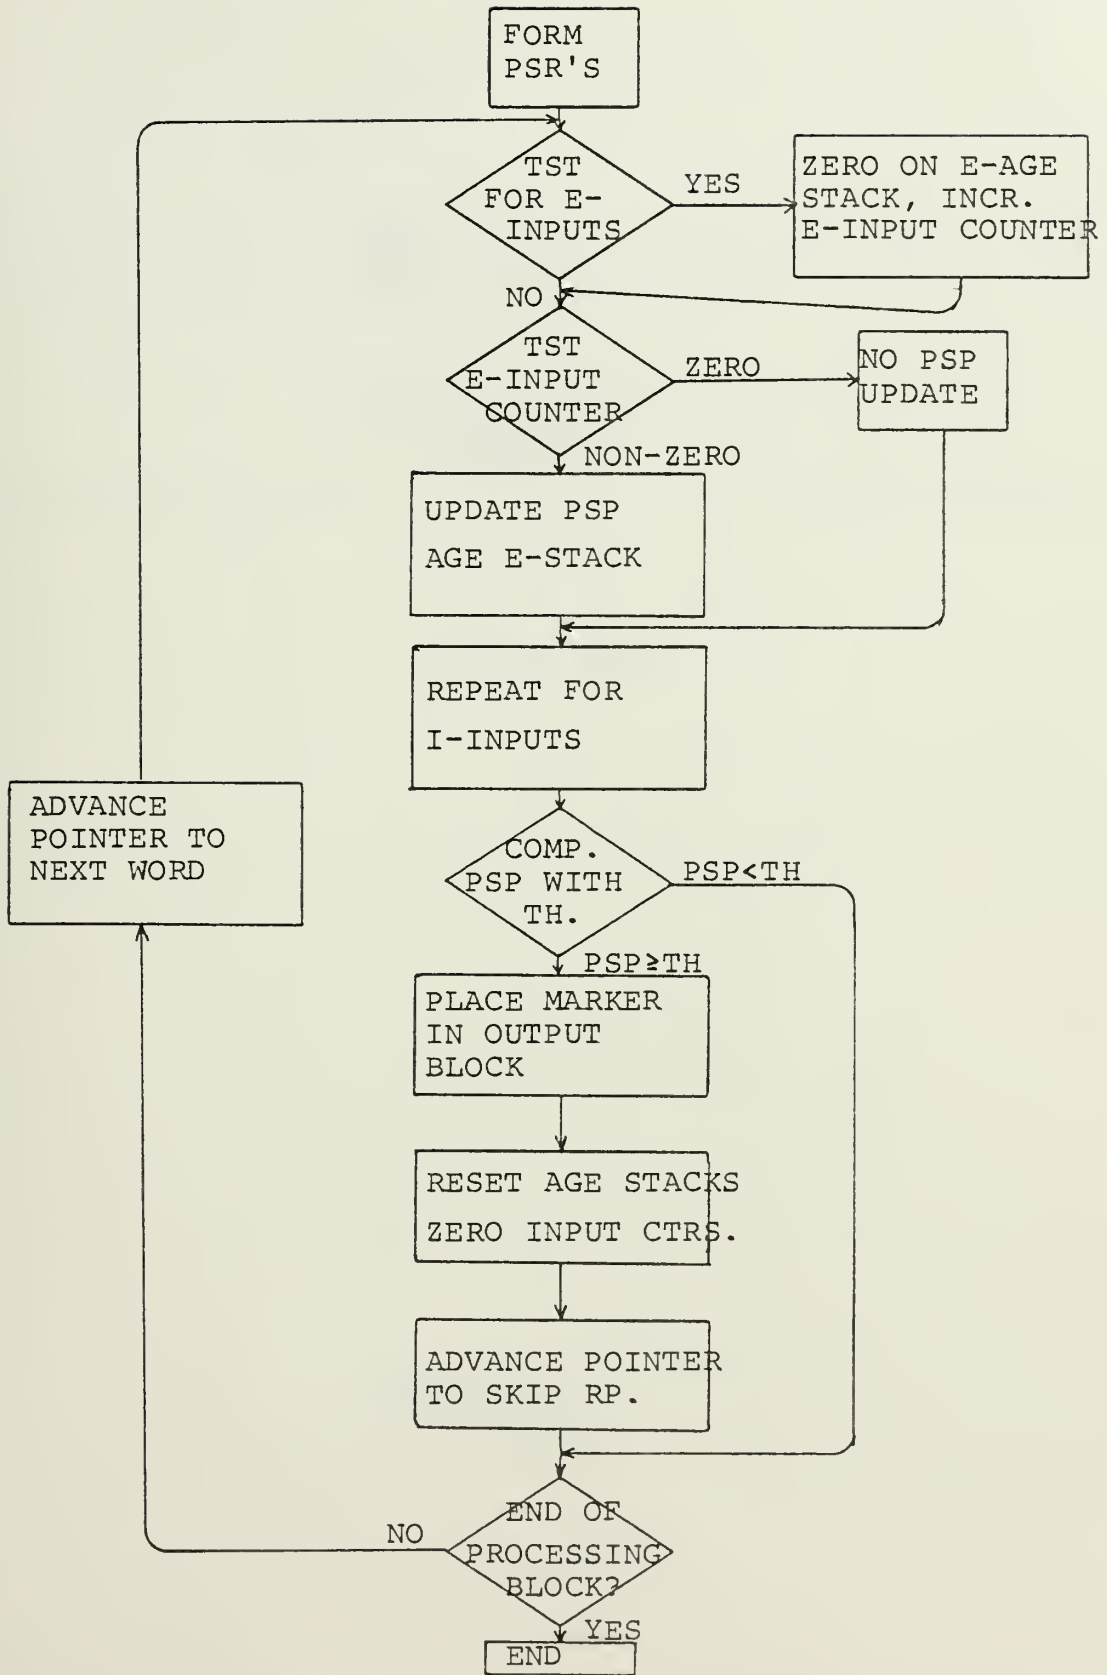 FORM
PSR'S
TST
FOR E-
INPUTS
YES
ZERO ON E-AGE
STACK, INCR.
E-INPUT COUNTER
NO
TST
E-INPUT
COUNTER
ZERO
NO PSP
UPDATE
NON-ZERO
UPDATE PSP
AGE E-STACK
REPEAT FOR
I-INPUTS
ADVANCE
POINTER TO
NEXT WORD
COMP.
PSP WITH
TH.
PSP<TH
PSP≥TH
PLACE MARKER
IN OUTPUT
BLOCK
RESET AGE STACKS
ZERO INPUT CTRS.
ADVANCE POINTER
TO SKIP RP.
END OF
PROCESSING
BLOCK?
NO
YES
END